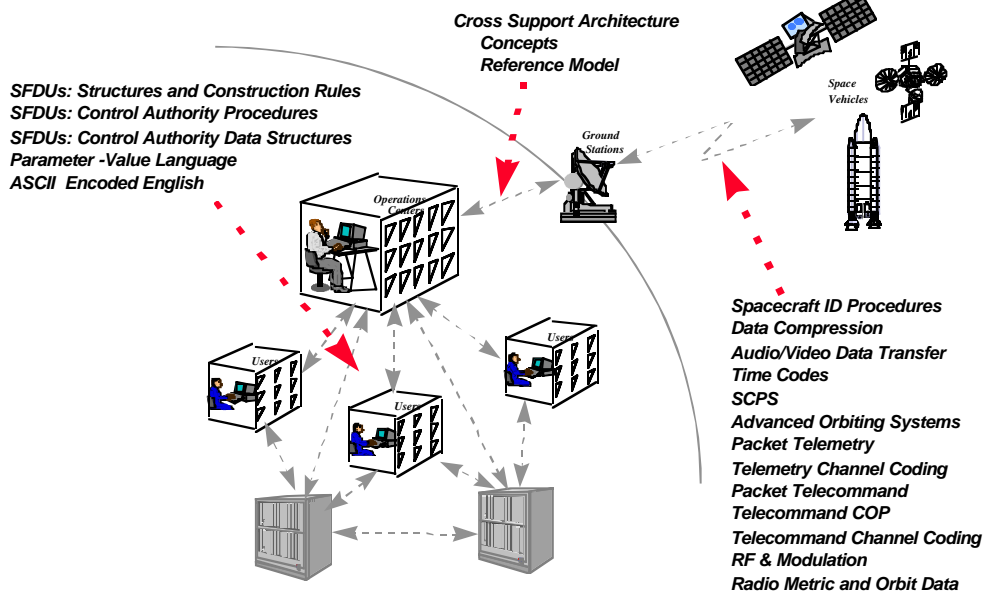 Cross Support Architecture
Concepts
Reference Model
SFDUs: Structures and Construction Rules
SFDUs: Control Authority Procedures
SFDUs: Control Authority Data Structures
Parameter -Value Language
ASCII Encoded English
Space
Vehicles
Ground
Stations
Operations
Centers
Users
Users
Users
Spacecraft ID Procedures
Data Compression
Audio/Video Data Transfer
Time Codes
SCPS
Advanced Orbiting Systems
Packet Telemetry
Telemetry Channel Coding
Packet Telecommand
Telecommand COP
Telecommand Channel Coding
RF & Modulation
Radio Metric and Orbit Data